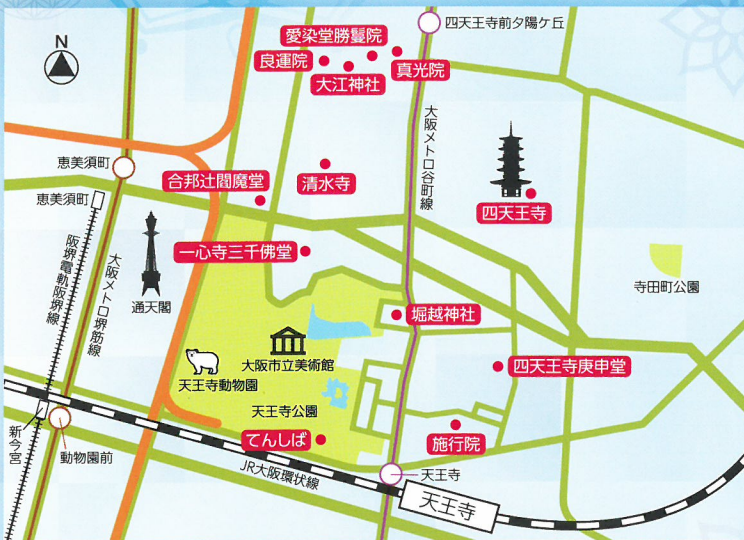 四天王寺前夕陽ケ丘
愛染堂勝鬘院
良運院
真光院
大江神社
N
大阪メトロ谷町線
恵美須町
合邦辻閻魔堂
清水寺
四天王寺
恵美須町
阪堺電軌阪堺線
大阪メトロ堺筋線
通天閣
一心寺三千佛堂
寺田町公園
堀越神社
大阪市立美術館
天王寺動物園
四天王寺庚申堂
天王寺公園
てんしば
施行院
新今宮
動物園前
JR大阪環状線
天王寺
天王寺